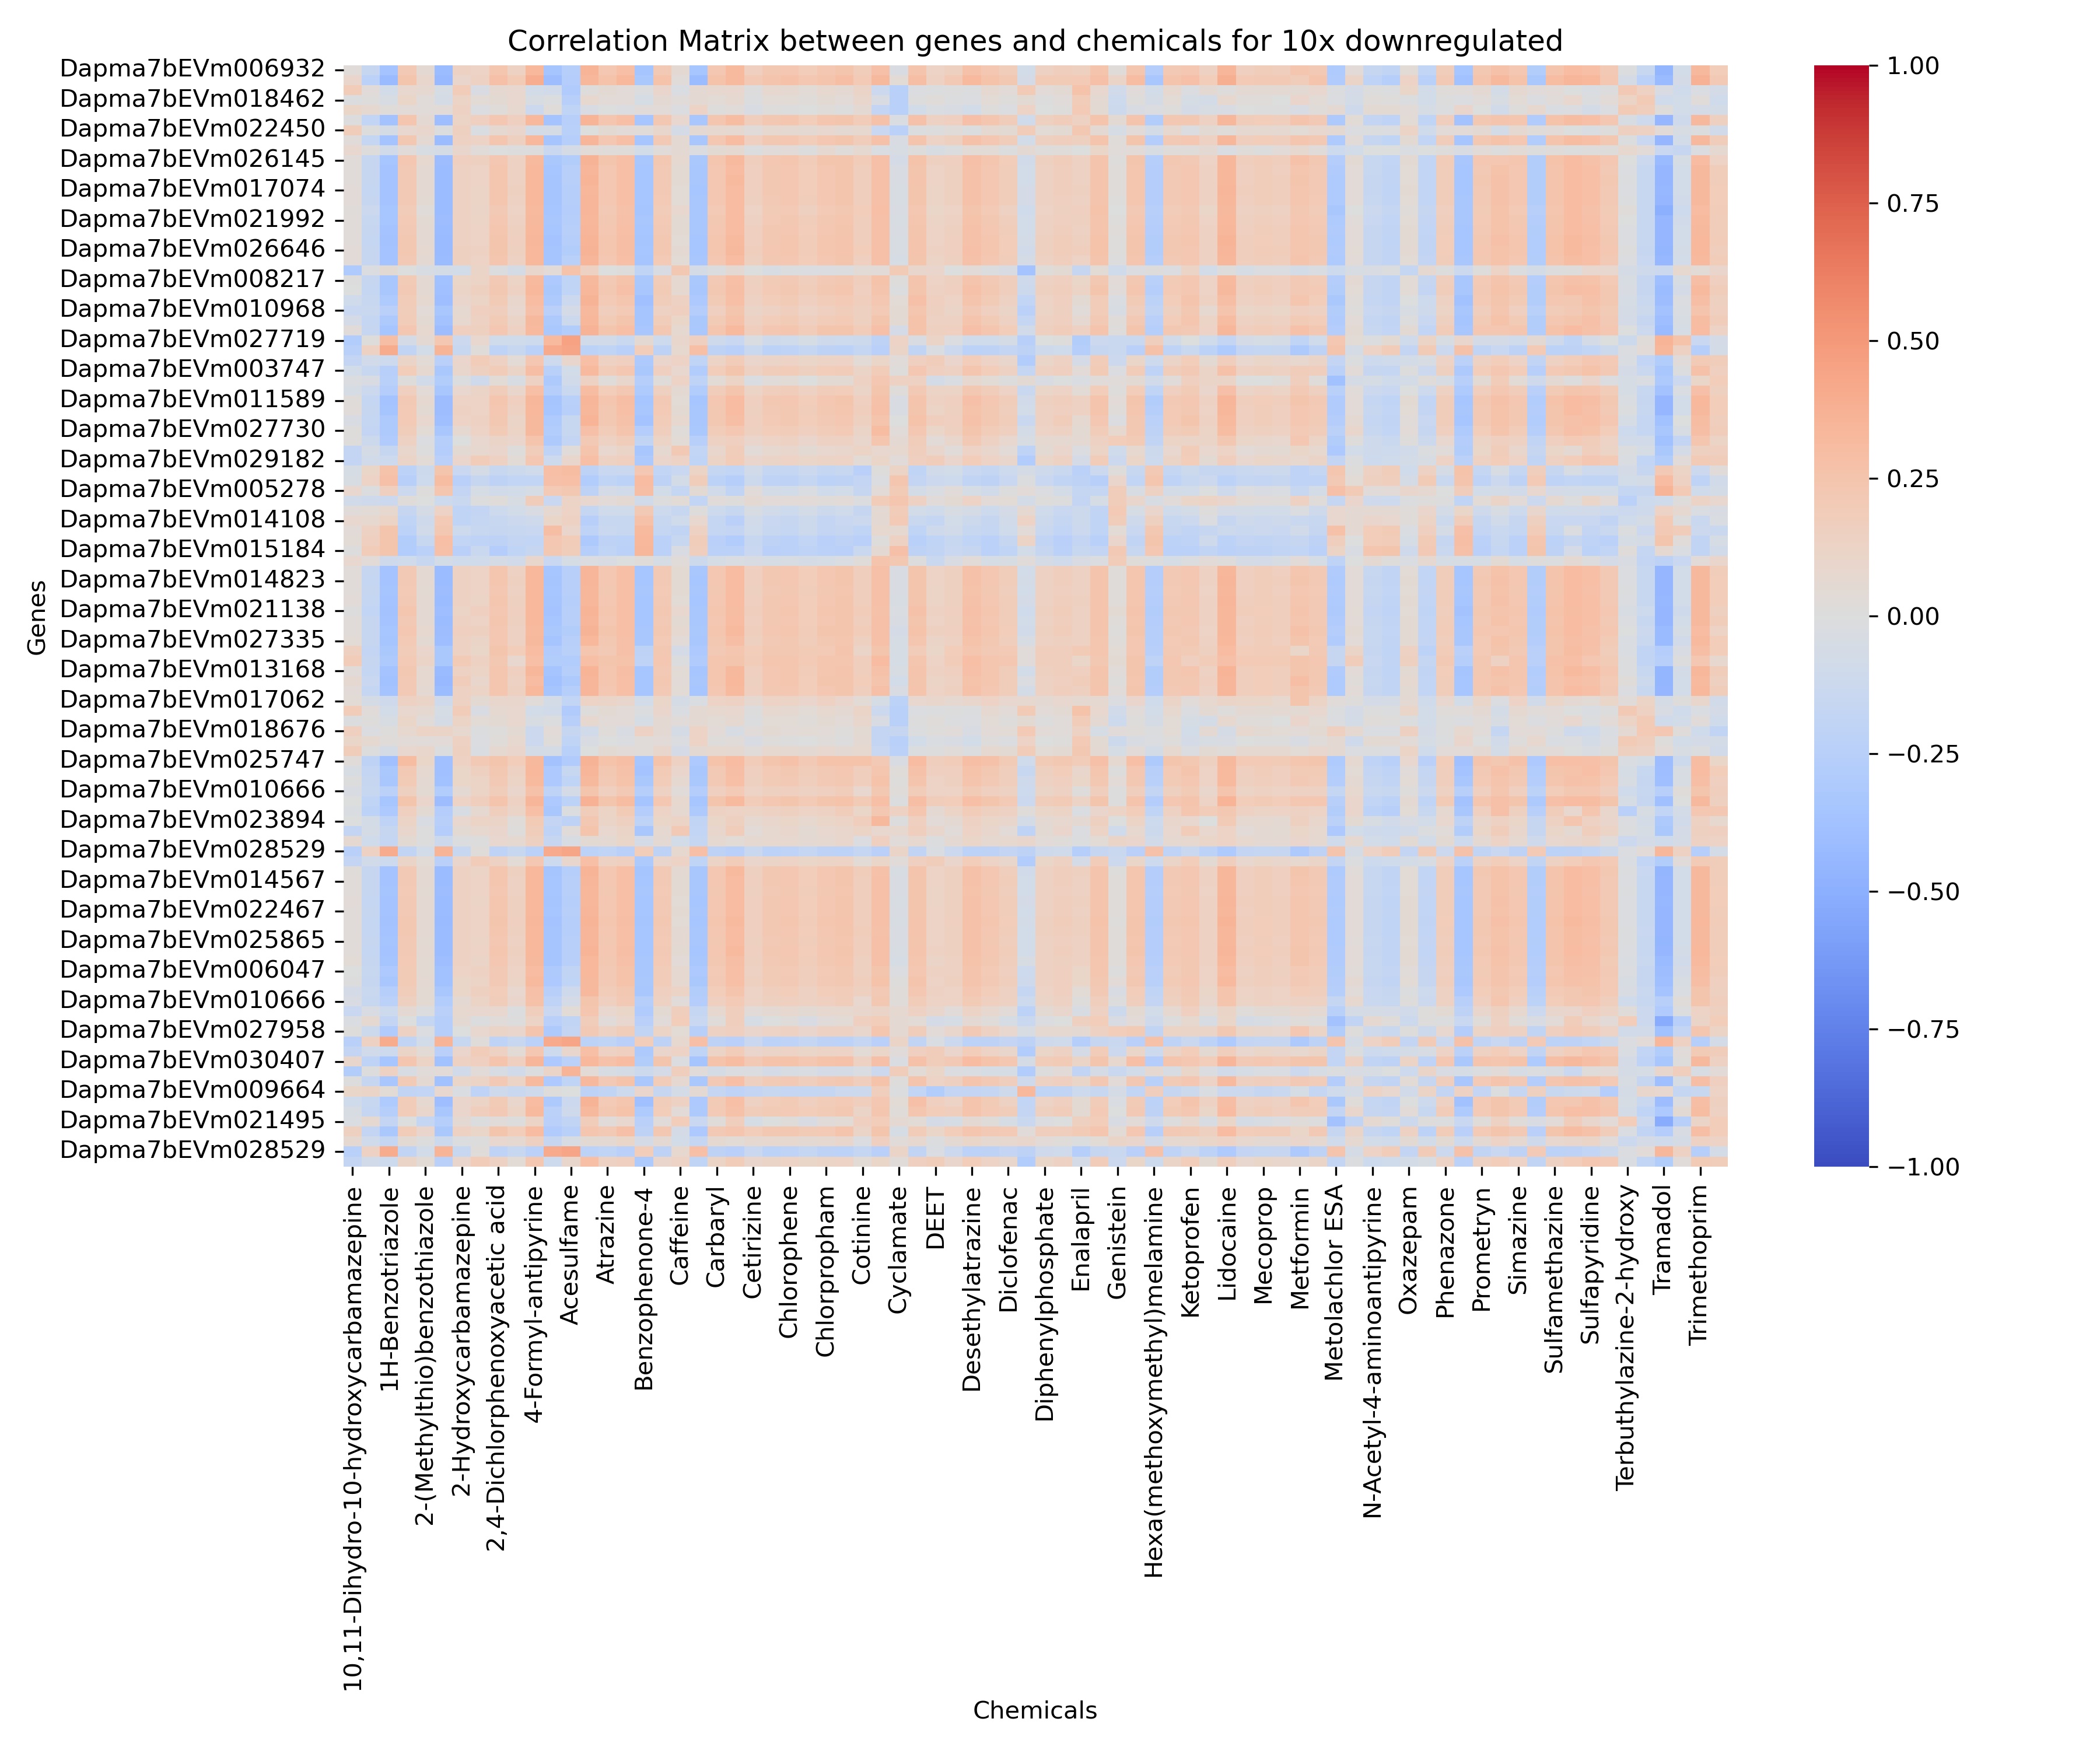 Correlation Matrix between genes and chemicals for 10x downregulated
Genes
Dapma7bEVm006932
Dapma7bEVm018462
Dapma7bEVm022450
Dapma7bEVm026145
Dapma7bEVm017074
Dapma7bEVm021992
Dapma7bEVm026646
Dapma7bEVm008217
Dapma7bEVm010968
Dapma7bEVm027719
Dapma7bEVm003747
Dapma7bEVm011589
Dapma7bEVm027730
Dapma7bEVm029182
Dapma7bEVm005278
Dapma7bEVm014108
Dapma7bEVm015184
Dapma7bEVm014823
Dapma7bEVm021138
Dapma7bEVm027335
Dapma7bEVm013168
Dapma7bEVm017062
Dapma7bEVm018676
Dapma7bEVm025747
Dapma7bEVm010666
Dapma7bEVm023894
Dapma7bEVm028529
Dapma7bEVm014567
Dapma7bEVm022467
Dapma7bEVm025865
Dapma7bEVm006047
Dapma7bEVm010666
Dapma7bEVm027958
Dapma7bEVm030407
Dapma7bEVm009664
Dapma7bEVm021495
Dapma7bEVm028529
10,11-Dihydro-10-hydroxycarbamazepine
1H-Benzotriazole
2-(Methylthio)benzothiazole
2-Hydroxycarbamazepine
2,4-Dichlorphenoxyacetic acid
4-Formyl-antipyrine
Acesulfame
Atrazine
Benzophenone-4
Caffeine
Carbaryl
Cetirizine
Chlorophene
Chlorpropham
Cotinine
Cyclamate
DEET
Desethylatrazine
Diclofenac
Diphenylphosphate
Enalapril
Genistein
Hexa(methoxymethyl)melamine
Ketoprofen
Lidocaine
Mecoprop
Metformin
Metolachlor ESA
N-Acetyl-4-aminoantipyrine
Oxazepam
Phenazone
Prometryn
Simazine
Sulfamethazine
Sulfapyridine
Terbuthylazine-2-hydroxy
Tramadol
Trimethoprim
Chemicals
1.00
0.75
0.50
0.25
0.00
−0.25
−0.50
−0.75
−1.00